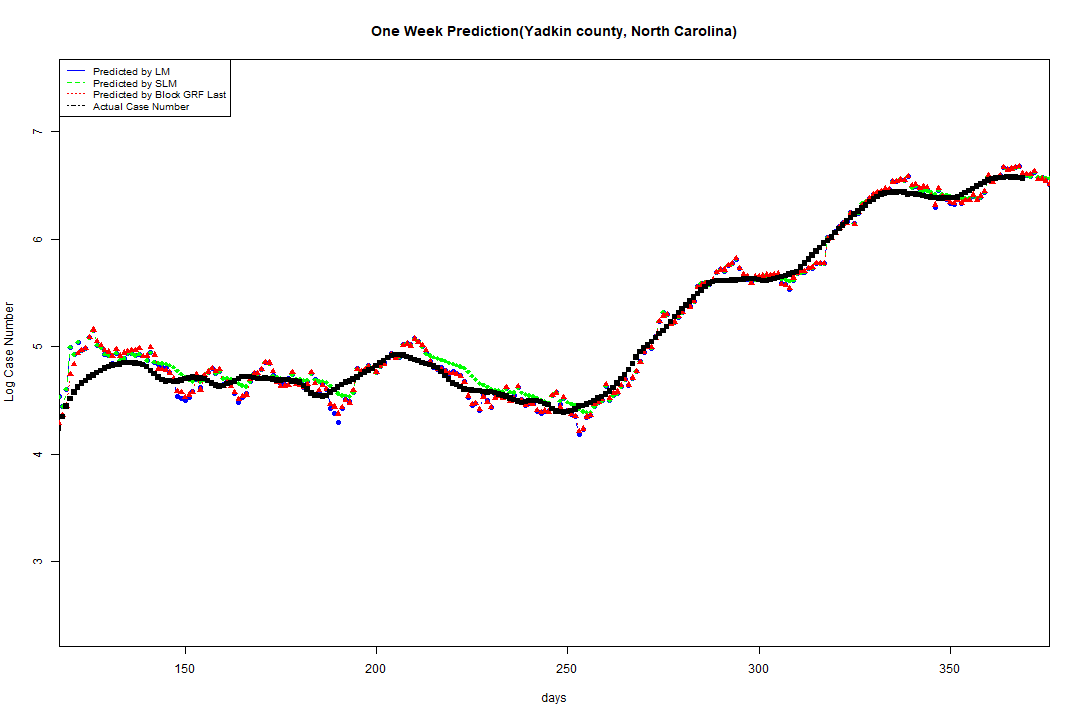 One Week Prediction(Yadkin county, North Carolina)
Predicted by LM
Predicted by SLM
Predicted by Block GRF Last
Actual Case Number
7
6
5
4
3
Log Case Number
150 200 250 300 350
days